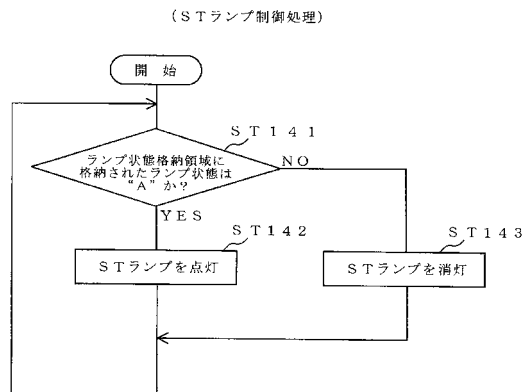 （ＳＴランプ制御処理）
開　始
ＳＴ１４１
ランプ状態格納領域に
格納されたランプ状態は
“Ａ”か？
ＮＯ
ＹＥＳ
ＳＴ１４２
ＳＴランプを点灯
ＳＴ１４３
ＳＴランプを消灯